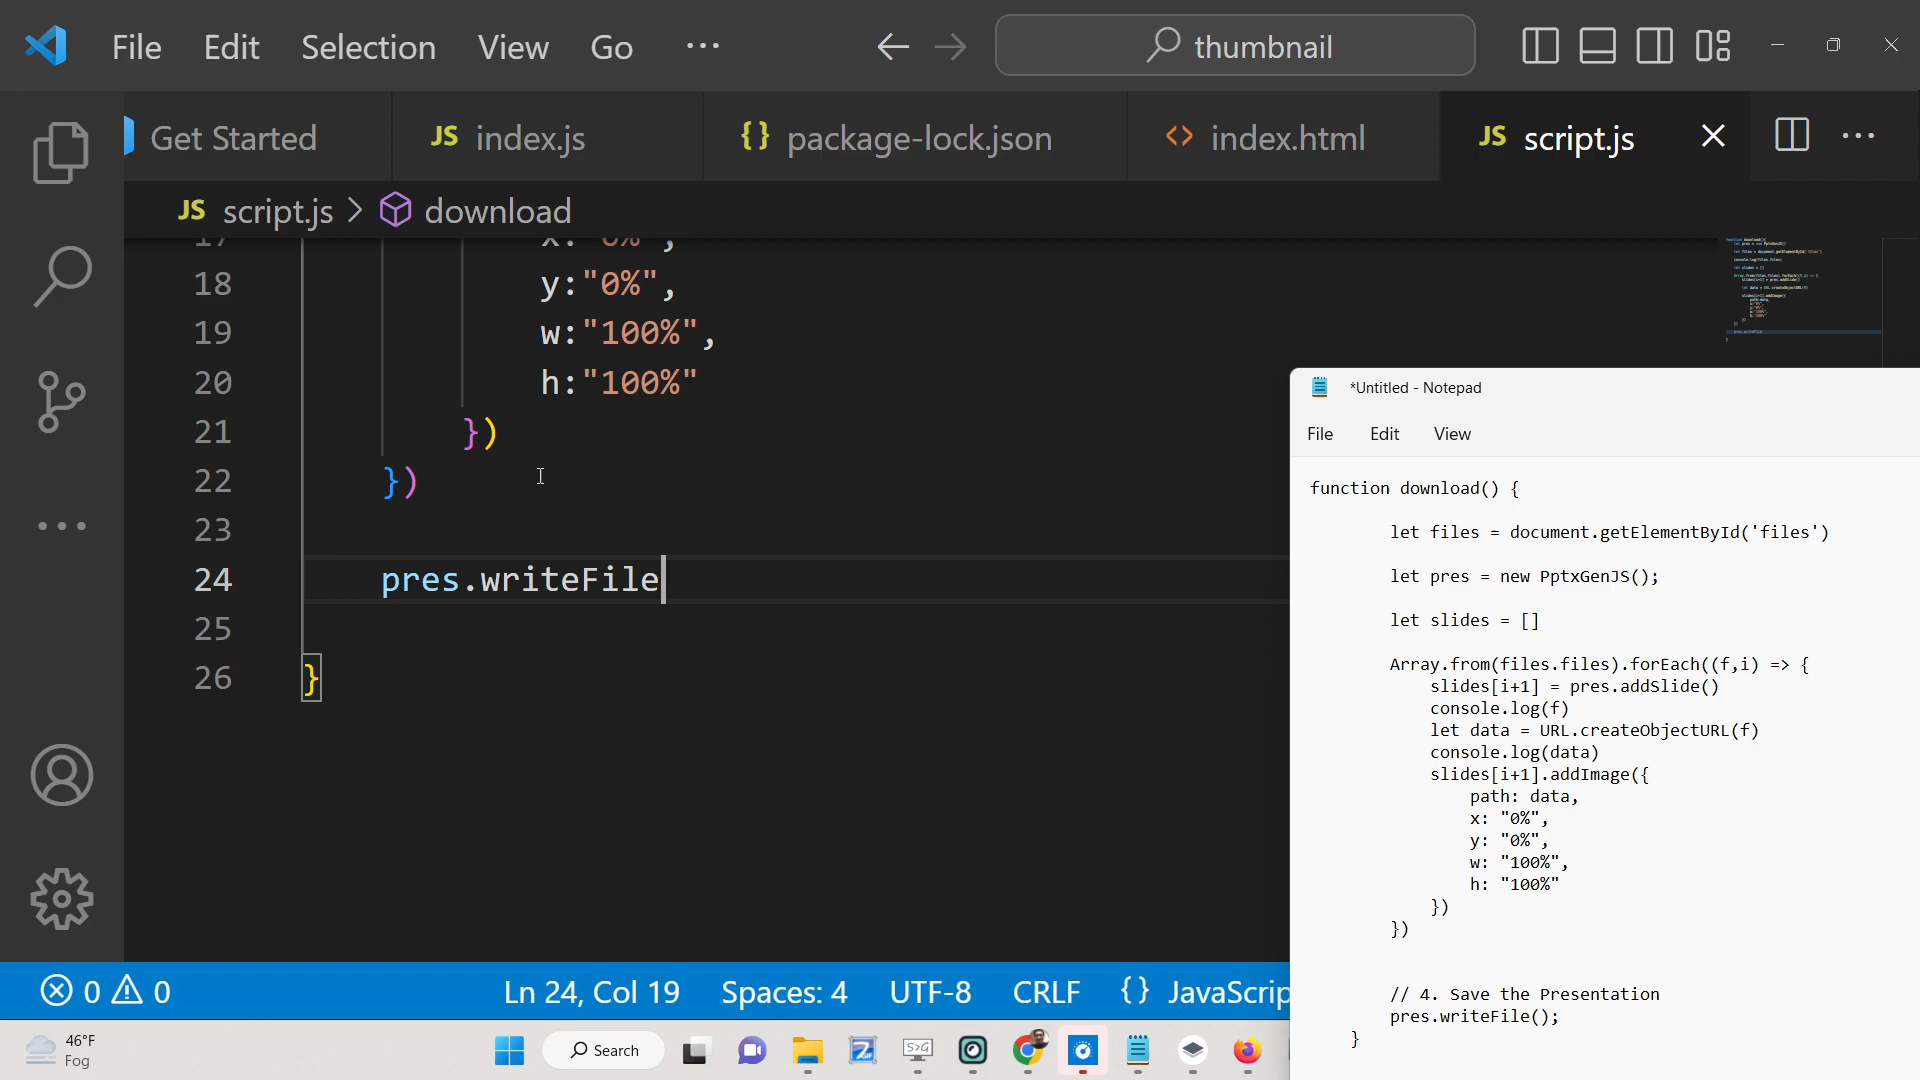 File Edit Selection View Go ··· thumbnail
Get Started JS index.js {} package-lock.json <> index.html JS script.js
JS script.js > download
17 x: "0%",
18 y:"0%",
19 w:"100%",
20 h:"100%"
21 })
22 })
23
24 pres.writeFile
25
26 }
*Untitled - Notepad
File Edit View
function download() {
let files = document.getElementById('files')
let pres = new PptxGenJS();
let slides = []
Array.from(files.files).forEach((f,i) => {
slides[i+1] = pres.addSlide()
console.log(f)
let data = URL.createObjectURL(f)
console.log(data)
slides[i+1].addImage({
path: data,
x: "0%",
y: "0%",
w: "100%",
h: "100%"
})
})
// 4. Save the Presentation
pres.writeFile();
}
0 0 Ln 24, Col 19 Spaces: 4 UTF-8 CRLF {} JavaScrip
46°F
Fog
Search